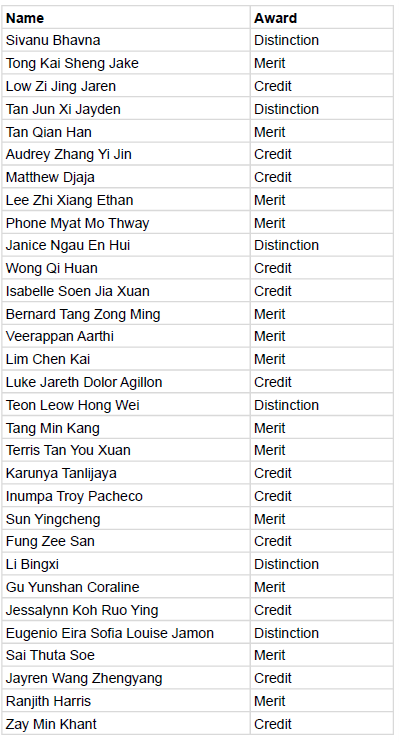 Name Award
Sivanu Bhavna Distinction
Tong Kai Sheng Jake Merit
Low Zi Jing Jaren Credit
Tan Jun Xi Jayden Distinction
Tan Qian Han Merit
Audrey Zhang Yi Jin Credit
Matthew Djaja Credit
Lee Zhi Xiang Ethan Merit
Phone Myat Mo Thway Merit
Janice Ngau En Hui Distinction
Wong Qi Huan Credit
Isabelle Soen Jia Xuan Credit
Bernard Tang Zong Ming Merit
Veerappan Aarthi Merit
Lim Chen Kai Merit
Luke Jareth Dolor Agillon Credit
Teon Leow Hong Wei Distinction
Tang Min Kang Merit
Terris Tan You Xuan Merit
Karunya Tanlijaya Credit
Inumpa Troy Pacheco Credit
Sun Yingcheng Merit
Fung Zee San Credit
Li Bingxi Distinction
Gu Yunshan Coraline Merit
Jessalynn Koh Ruo Ying Credit
Eugenio Eira Sofia Louise Jamon Distinction
Sai Thuta Soe Merit
Jayren Wang Zhengyang Credit
Ranjith Harris Merit
Zay Min Khant Credit